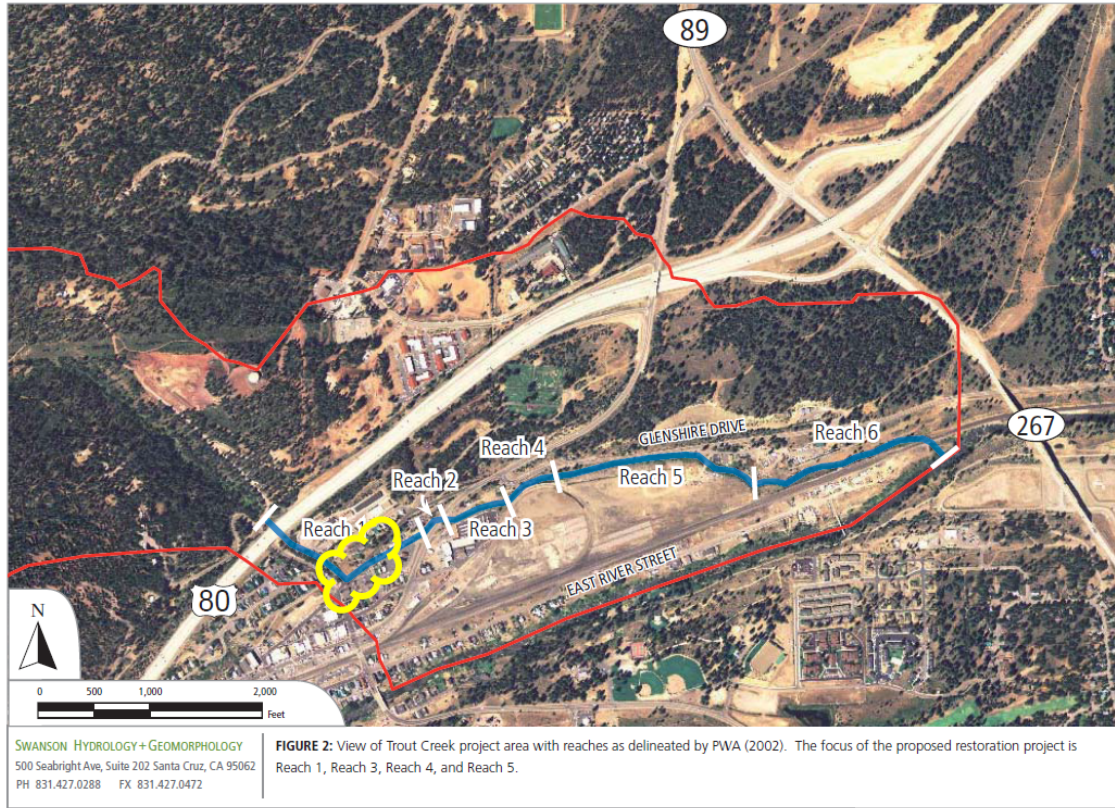 89
GLENSHIRE DRIVE
Reach 6
267
Reach 4
Reach 5
Reach 2
Reach 3
Reach 1
EAST RIVER STREET
80
N
0 500 1,000 2,000
Feet
SWANSON HYDROLOGY+GEOMORPHOLOGY
500 Seabright Ave, Suite 202 Santa Cruz, CA 95062
PH 831.427.0288 FX 831.427.0472
FIGURE 2: View of Trout Creek project area with reaches as delineated by PWA (2002). The focus of the proposed restoration project is
Reach 1, Reach 3, Reach 4, and Reach 5.